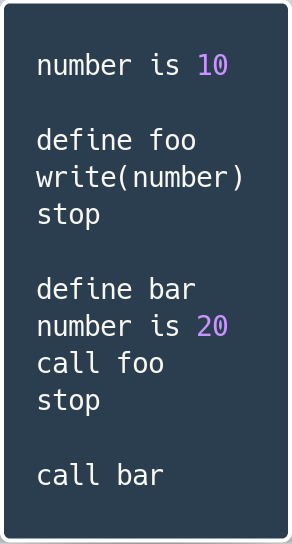 number is 10
define foo
write(number)
stop
define bar
number is 20
call foo
stop
call bar